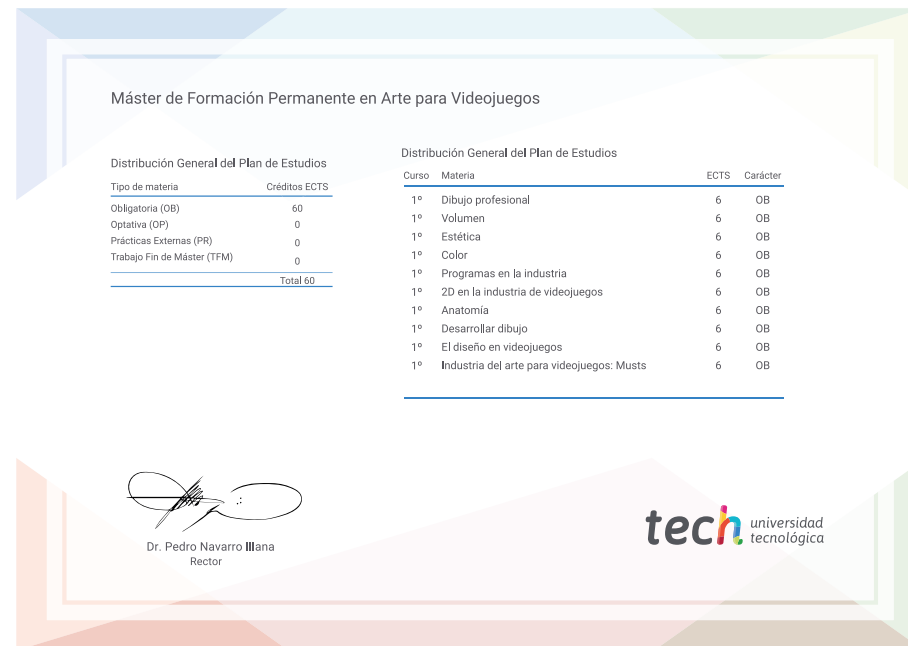 Máster de Formación Permanente en Arte para Videojuegos
Distribución General del Plan de Estudios
Tipo de materia Créditos ECTS
Obligatoria (OB) 60
Optativa (OP) 0
Prácticas Externas (PR) 0
Trabajo Fin de Máster (TFM) 0
Total 60
Distribución General del Plan de Estudios
Curso Materia ECTS Carácter
1º Dibujo profesional 6 OB
1º Volumen 6 OB
1º Estética 6 OB
1º Color 6 OB
1º Programas en la industria 6 OB
1º 2D en la industria de videojuegos 6 OB
1º Anatomía 6 OB
1º Desarrollar dibujo 6 OB
1º El diseño en videojuegos 6 OB
1º Industria del arte para videojuegos: Musts 6 OB
Dr. Pedro Navarro Illana
Rector
tech universidad
tecnológica